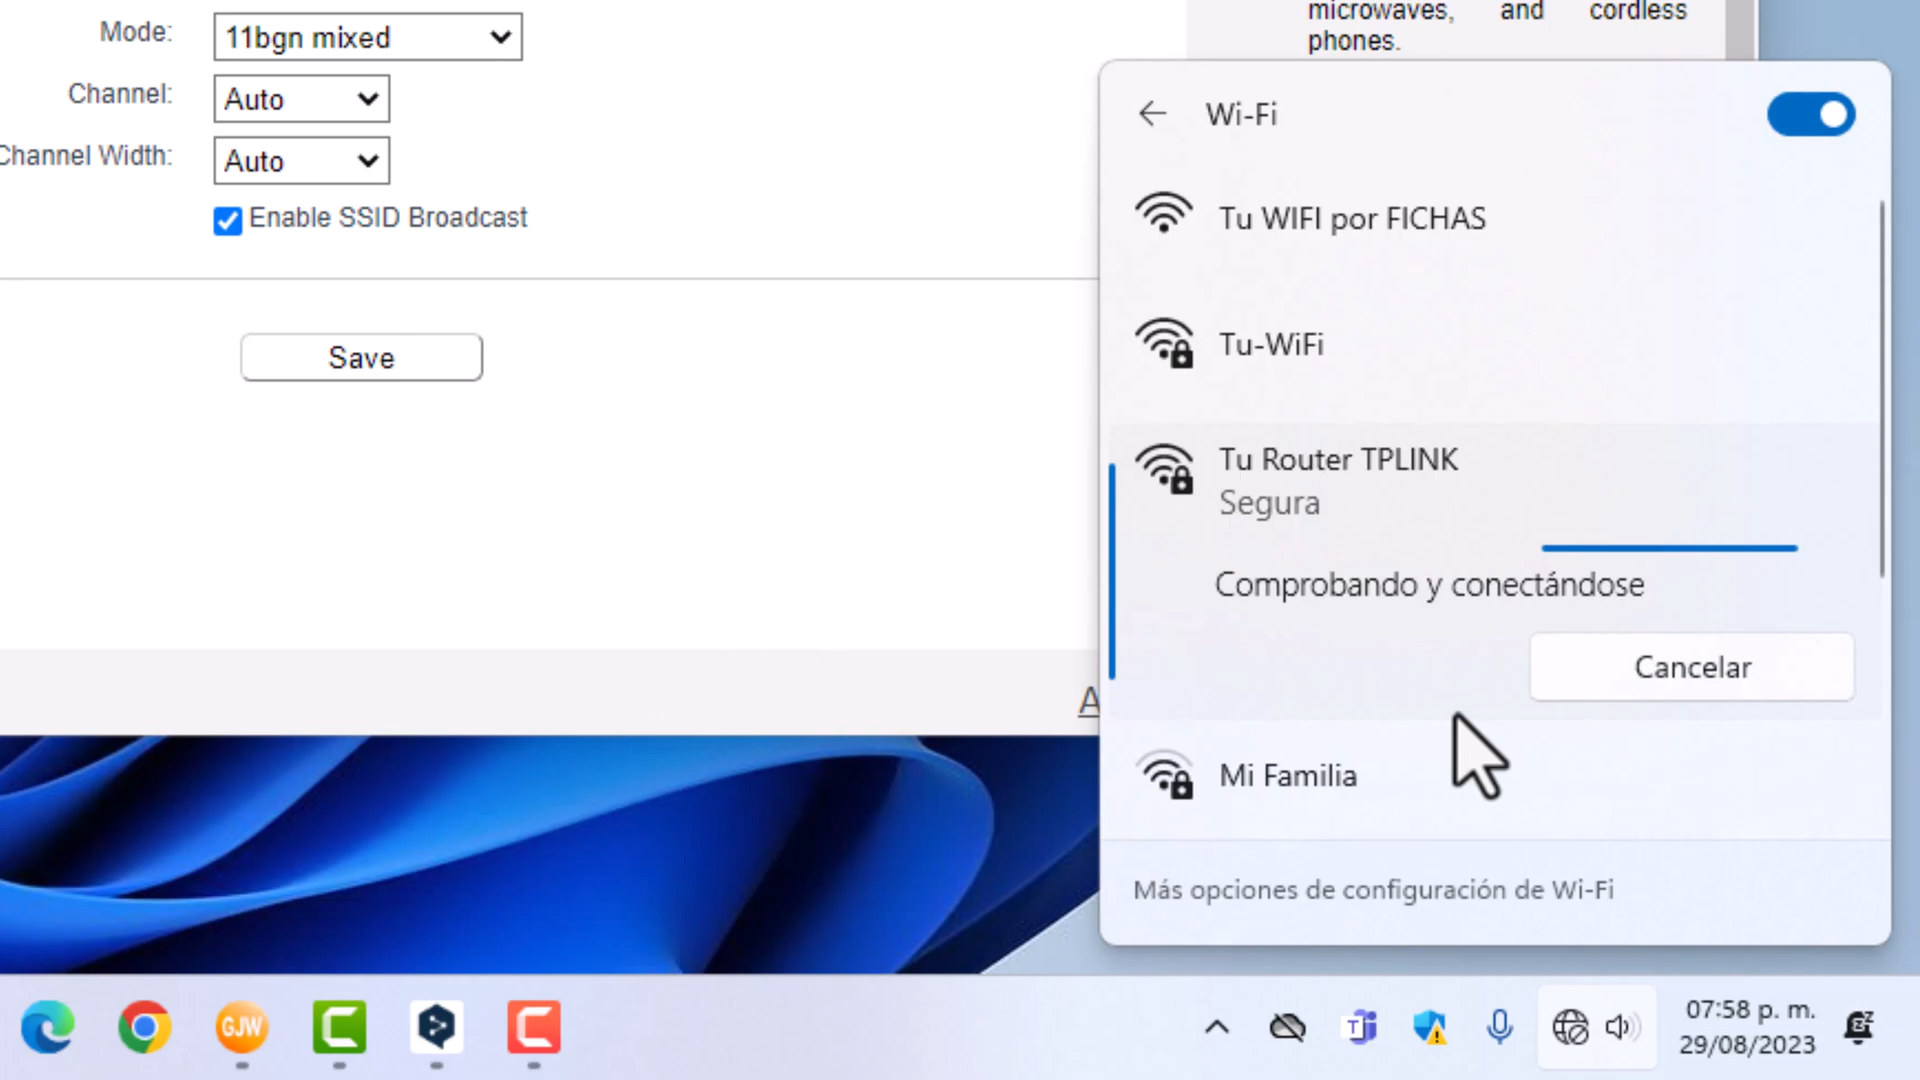 Mode:
11bgn mixed
Channel:
Auto
Channel Width:
Auto
Enable SSID Broadcast
Save
microwaves, and cordless
phones.
A
Wi-Fi
Tu WIFI por FICHAS
Tu-WiFi
Tu Router TPLINK
Segura
Comprobando y conectándose
Cancelar
Mi Familia
Más opciones de configuración de Wi-Fi
GJW
07:58 p. m.
29/08/2023